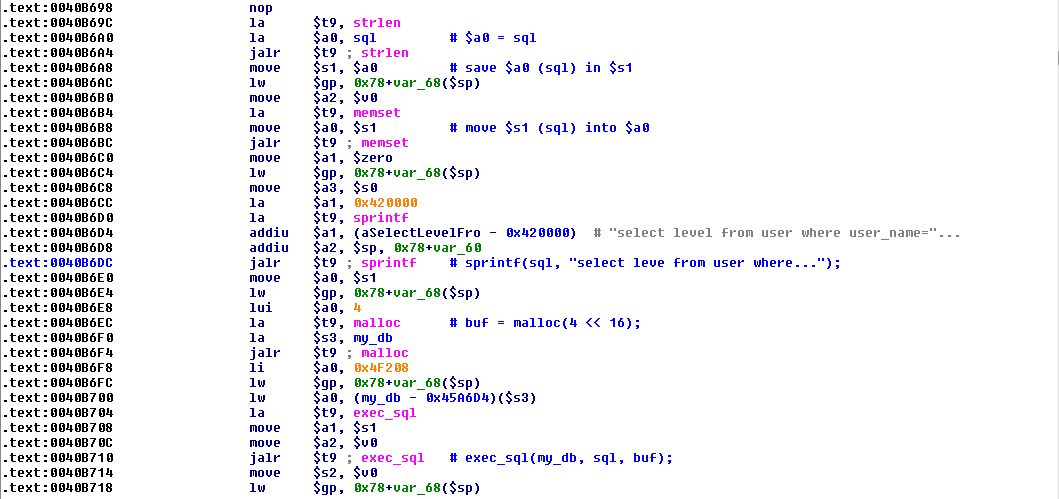 .text:0040B698 nop
.text:0040B69C la $t9, strlen
.text:0040B6A0 la $a0, sql # $a0 = sql
.text:0040B6A4 jalr $t9 ; strlen
.text:0040B6A8 move $s1, $a0 # save $a0 (sql) in $s1
.text:0040B6AC lw $gp, 0x78+var_68($sp)
.text:0040B6B0 move $a2, $v0
.text:0040B6B4 la $t9, memset
.text:0040B6B8 move $a0, $s1 # move $s1 (sql) into $a0
.text:0040B6BC jalr $t9 ; memset
.text:0040B6C0 move $a1, $zero
.text:0040B6C4 lw $gp, 0x78+var_68($sp)
.text:0040B6C8 move $a3, $s0
.text:0040B6CC la $a1, 0x420000
.text:0040B6D0 la $t9, sprintf
.text:0040B6D4 addiu $a1, (aSelectLevelFro - 0x420000) # "select level from user where user_name="...
.text:0040B6D8 addiu $a2, $sp, 0x78+var_60
.text:0040B6DC jalr $t9 ; sprintf # sprintf(sql, "select leve from user where...");
.text:0040B6E0 move $a0, $s1
.text:0040B6E4 lw $gp, 0x78+var_68($sp)
.text:0040B6E8 lui $a0, 4
.text:0040B6EC la $t9, malloc # buf = malloc(4 << 16);
.text:0040B6F0 la $s3, my_db
.text:0040B6F4 jalr $t9 ; malloc
.text:0040B6F8 li $a0, 0x4F208
.text:0040B6FC lw $gp, 0x78+var_68($sp)
.text:0040B700 lw $a0, (my_db - 0x45A6D4)($s3)
.text:0040B704 la $t9, exec_sql
.text:0040B708 move $a1, $s1
.text:0040B70C move $a2, $v0
.text:0040B710 jalr $t9 ; exec_sql # exec_sql(my_db, sql, buf);
.text:0040B714 move $s2, $v0
.text:0040B718 lw $gp, 0x78+var_68($sp)